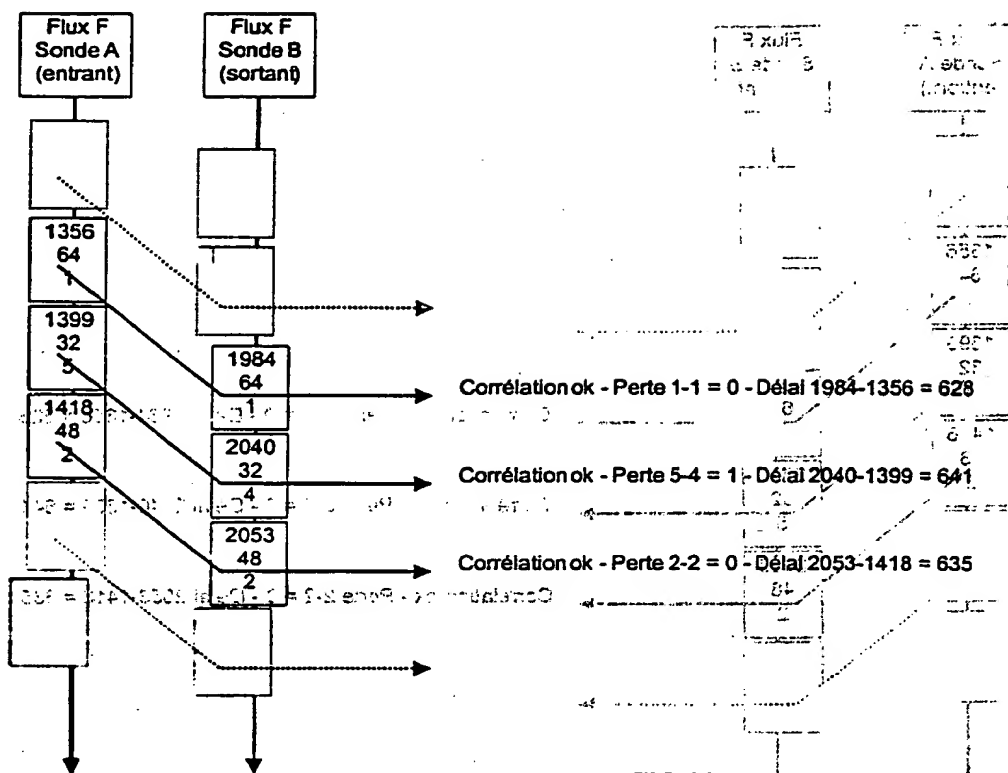 Flux F
Sonde A
(entrant)
Flux F
Sonde B
(sortant)
1356
64
1
1399
32
5
1418
48
2
1984
64
1
2040
32
4
2053
48
2
Corrélation ok - Perte 1-1 = 0 - Délai 1984-1356 = 628
Corrélation ok - Perte 5-4 = 1 - Délai 2040-1399 = 641
Corrélation ok - Perte 2-2 = 0 - Délai 2053-1418 = 635